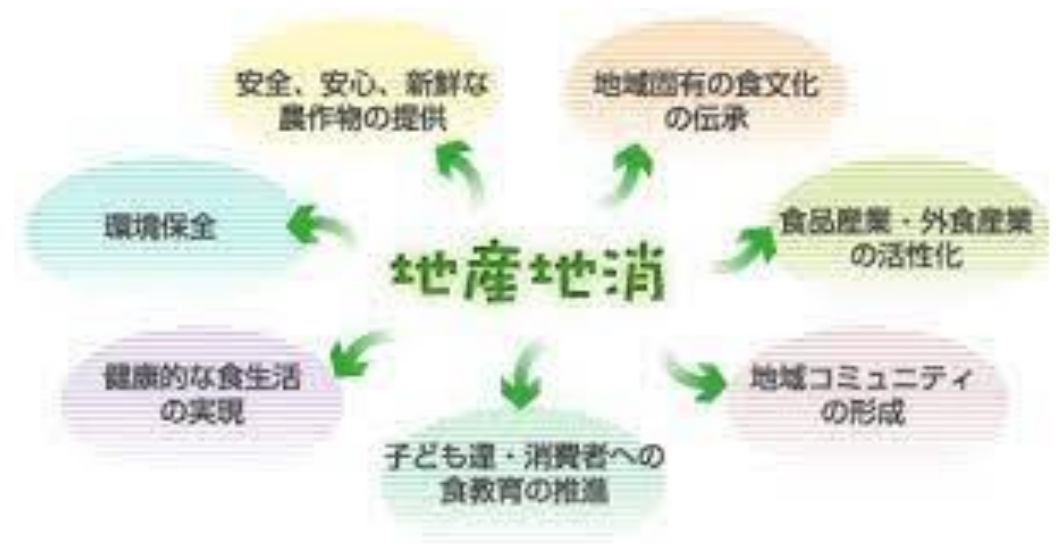 安全、安心、新鮮な
農作物の提供
地域固有の食文化
の伝承
環境保全
食品産業・外食産業
の活性化
地産地消
健康的な食生活
の実現
地域コミュニティ
の形成
子ども達・消費者への
食教育の推進